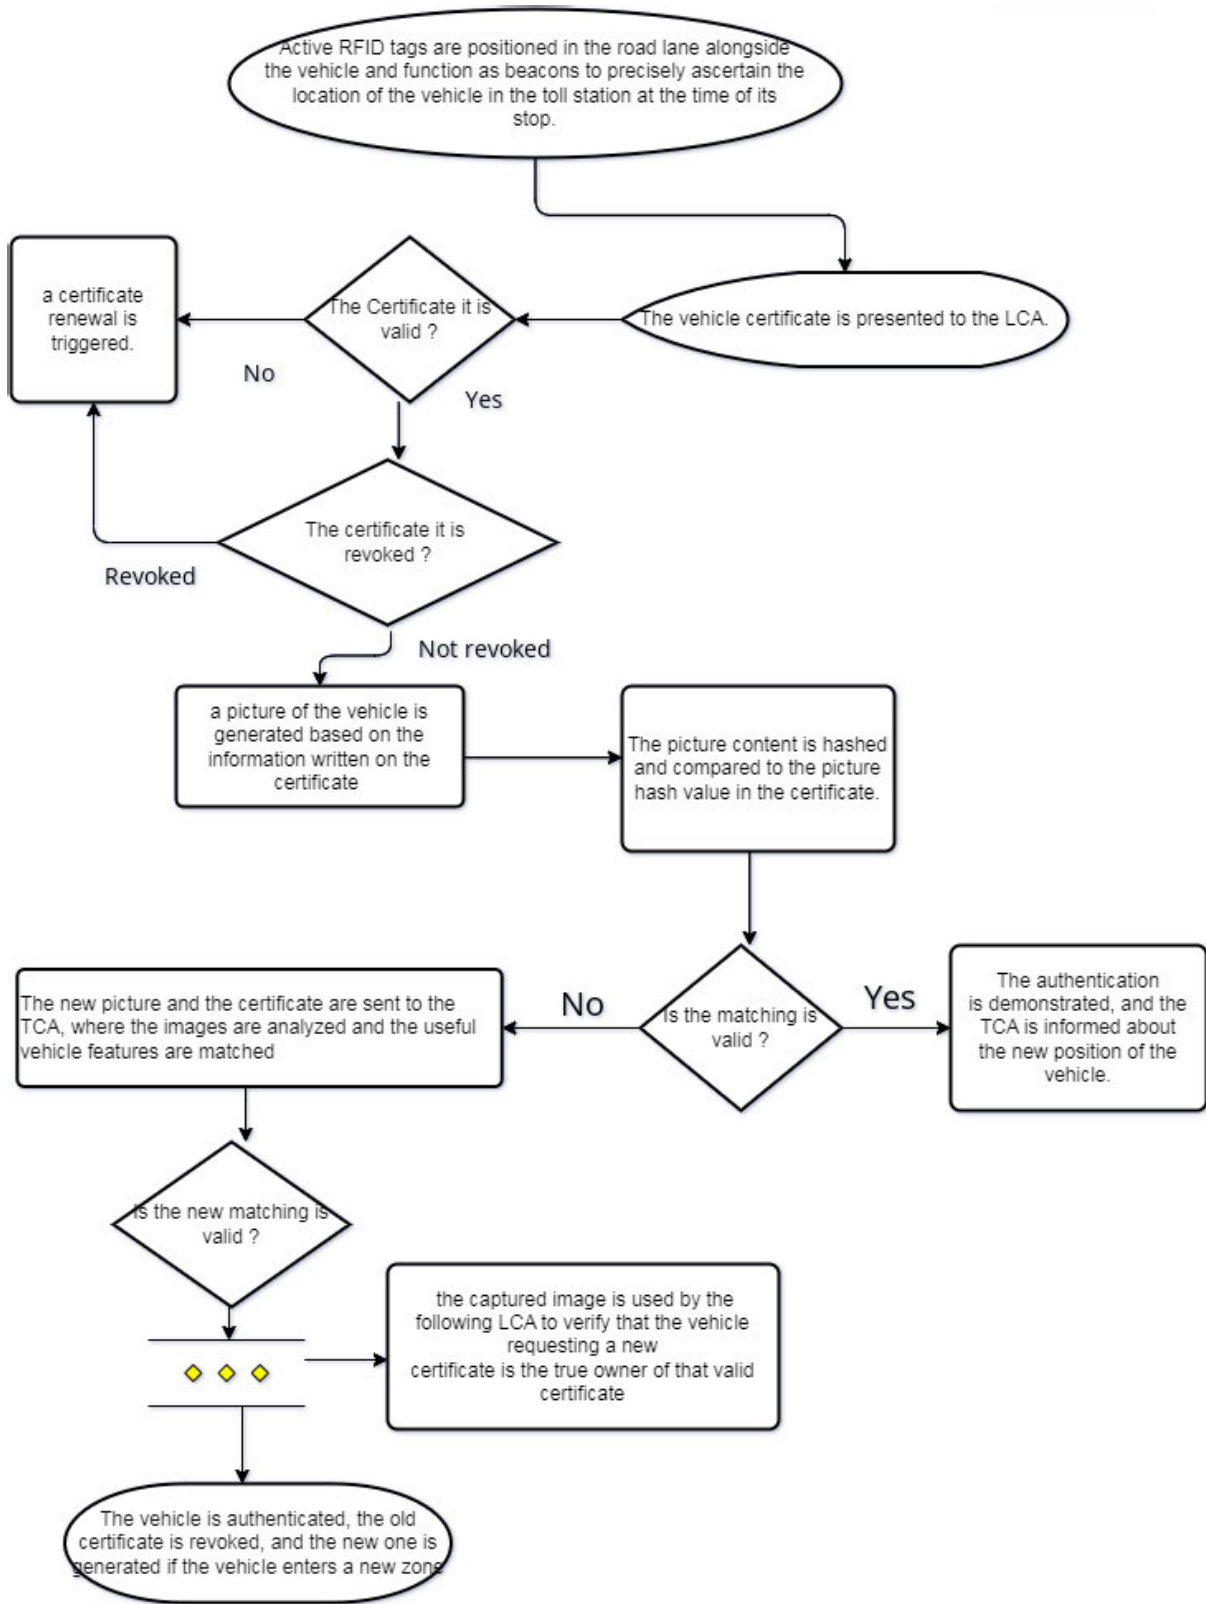 Active RFID tags are positioned in the road lane alongside
the vehicle and function as beacons to precisely ascertain the
location of the vehicle in the toll station at the time of its
stop.
The vehicle certificate is presented to the LCA.
The Certificate it is
valid ?
a certificate
renewal is
triggered.
No
Yes
The certificate it is
revoked ?
Revoked
Not revoked
a picture of the vehicle is
generated based on the
information written on the
certificate
The picture content is hashed
and compared to the picture
hash value in the certificate.
Is the matching is
valid ?
No
Yes
The authentication
is demonstrated, and the
TCA is informed about
the new position of the
vehicle.
The new picture and the certificate are sent to the
TCA, where the images are analyzed and the useful
vehicle features are matched
Is the new matching is
valid ?
the captured image is used by the
following LCA to verify that the vehicle
requesting a new
certificate is the true owner of that valid
certificate
The vehicle is authenticated, the old
certificate is revoked, and the new one is
generated if the vehicle enters a new zone